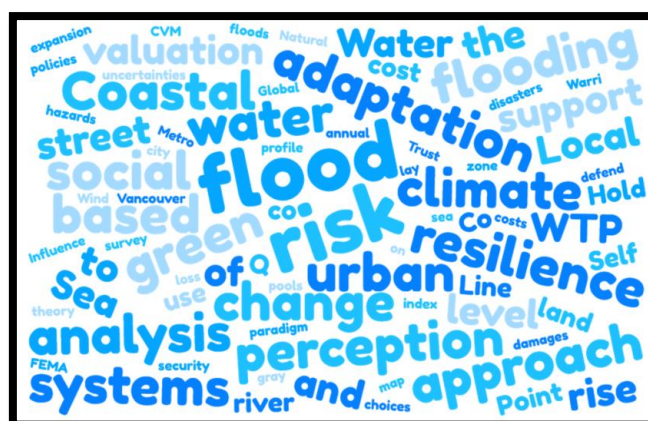 expansion CVM floods Natural Water the
policies valuation cost flooding
uncertainties adaptation disasters Warri
Coastal Global support
hazards water annual Local
street Metro profile Trust zone defend
city flood lay climate Hold
social
Wind Vancouver co risk sea Co costs WTP
based green on resilience Self
Influence survey of Q urban Line
to loss use pools level land
Sea change index
theory paradigm damages
analysis perception approach
FEMA security gray map Point rise
systems river and choices